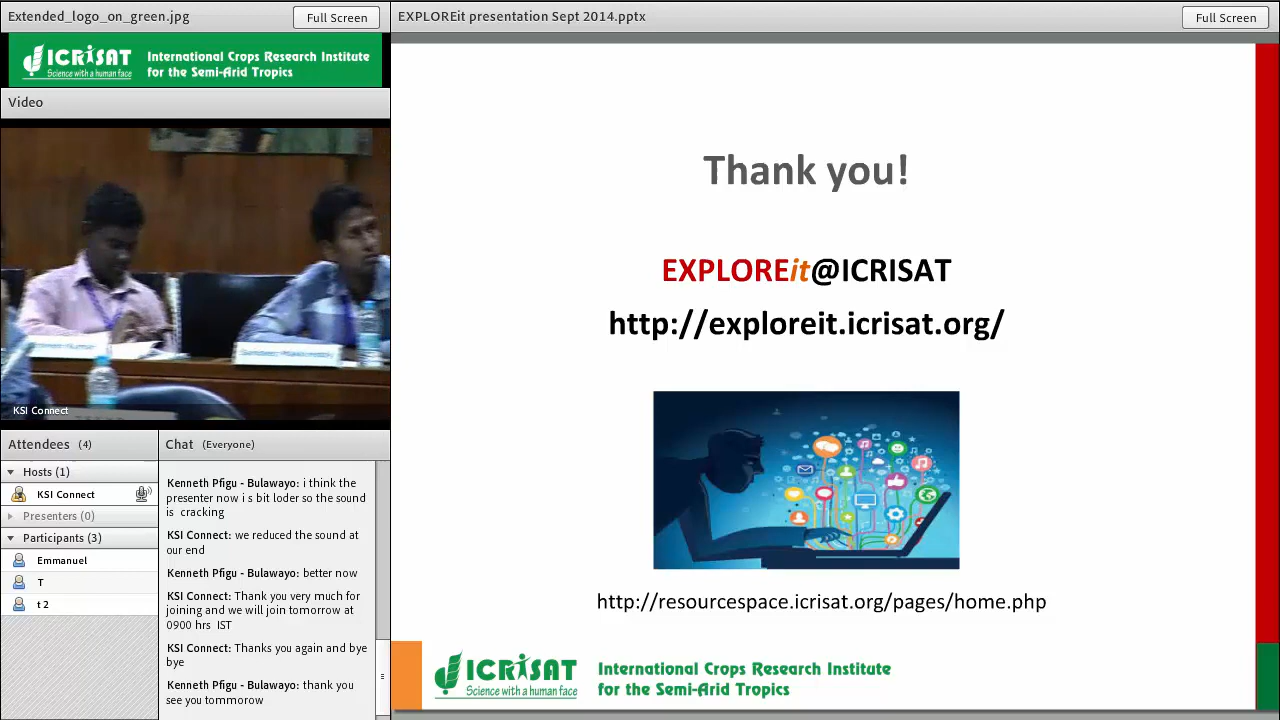 Extended_logo_on_green.jpg
Full Screen
EXPLOREit presentation Sept 2014.pptx
Full Screen
ICRISAT
Science with a human face
International Crops Research Institute
for the Semi-Arid Tropics
Video
KSI Connect
Attendees (4)
Hosts (1)
KSI Connect
Presenters (0)
Participants (3)
Emmanuel
T
t 2
Chat (Everyone)
Kenneth Pfigu - Bulawayo: i think the
presenter now i s bit loder so the sound
is cracking
KSI Connect: we reduced the sound at
our end
Kenneth Pfigu - Bulawayo: better now
KSI Connect: Thank you very much for
joining and we will join tomorrow at
0900 hrs IST
KSI Connect: Thanks you again and bye
bye
Kenneth Pfigu - Bulawayo: thank you
see you tommorow
Thank you!
EXPLOREit@ICRISAT
http://exploreit.icrisat.org/
http://resourcespace.icrisat.org/pages/home.php
ICRISAT
Science with a human face
International Crops Research Institute
for the Semi-Arid Tropics